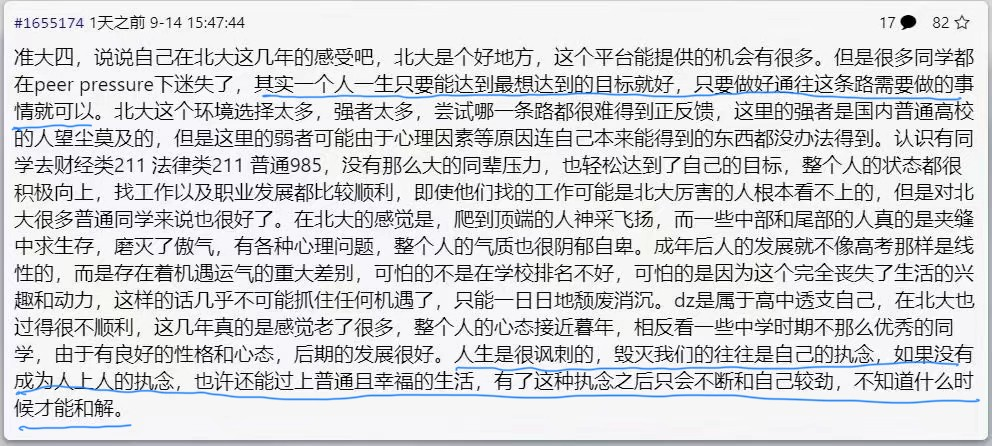 #1655174 1天之前 9-14 15:47:44 17 82
准大四，说说自己在北大这几年的感受吧，北大是个好地方，这个平台能提供的机会有很多。但是很多同学都
在peer pressure下迷失了，其实一个人一生只要能达到最想达到的目标就好，只要做好通往这条路需要做的事
情就可以。北大这个环境选择太多，强者太多，尝试哪一条路都很难得到正反馈，这里的强者是国内普通高校
的人望尘莫及的，但是这里的弱者可能由于心理因素等原因连自己本来能得到的东西都没办法得到。认识有同
学去财经类211 法律类211 普通985，没有那么大的同辈压力，也轻松达到了自己的目标，整个人的状态都很
积极向上，找工作以及职业发展都比较顺利，即使他们找的工作可能是北大厉害的人根本看不上的，但是对北
大很多普通同学来说也很好了。在北大的感觉是，爬到顶端的人神采飞扬，而一些中部和尾部的人真的是夹缝
中求生存，磨灭了傲气，有各种心理问题，整个人的气质也很阴郁自卑。成年后人的发展就不像高考那样是线
性的，而是存在着机遇运气的重大差别，可怕的不是在学校排名不好，可怕的是因为这个完全丧失了生活的兴
趣和动力，这样的话几乎不可能抓住任何机遇了，只能一日日地颓废消沉。dz是属于高中透支自己，在北大也
过得很不顺利，这几年真的是感觉老了很多，整个人的心态接近暮年，相反看一些中学时期不那么优秀的同
学，由于有良好的性格和心态，后期的发展很好。人生是很讽刺的，毁灭我们的往往是自己的执念，如果没有
成为人上人的执念，也许还能过上普通且幸福的生活，有了这种执念之后只会不断和自己较劲，不知道什么时
候才能和解。